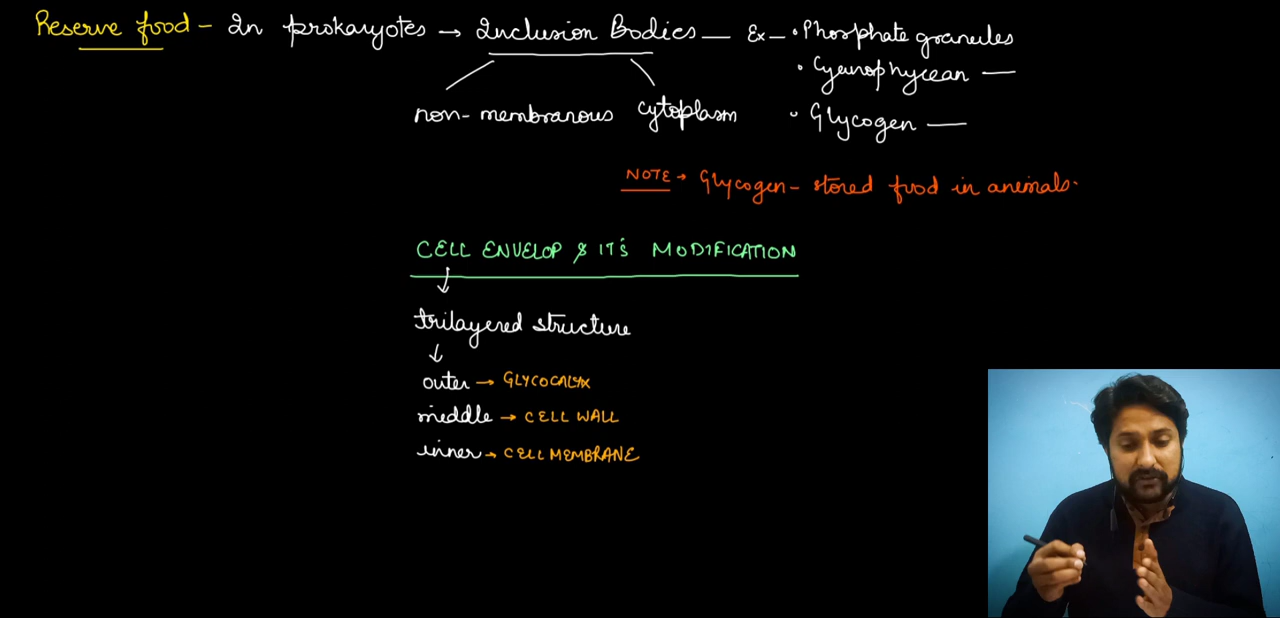 Reserve food - In prokaryotes → Inclusion Bodies — Ex - • Phosphate granules
• Cyanophycean —
non-membranous cytoplasm • Glycogen —
NOTE → Glycogen - stored food in animals.
CELL ENVELOP & IT'S MODIFICATION
↓
trilayered structure
↓
outer → GLYCOCALYX
middle → CELL WALL
inner → CELL MEMBRANE